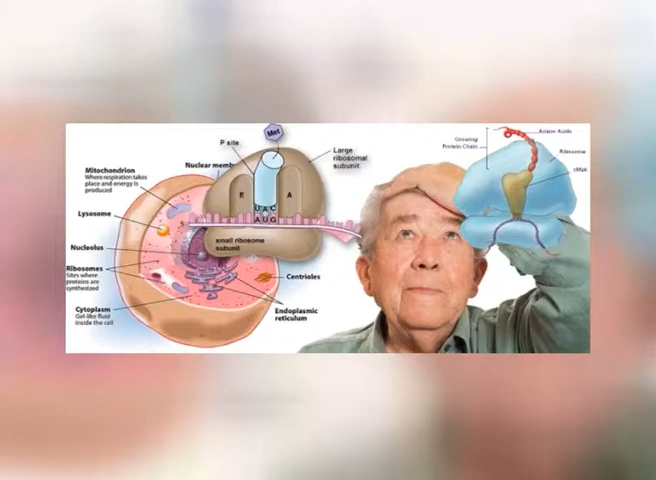 Met
P site
Large
ribosomal
subunit
Nuclear memb
Mitochondrion
Where respiration takes
place and energy is
produced
E
A
UAC
AUG
Lysosome
small ribosome
subunit
Nucleolus
Ribosomes
Sites where
proteins are
synthesized
Centrioles
Cytoplasm
Gel-like fluid
inside the cell
Endoplasmic
reticulum
Growing
Protein Chain
Amino Acids
Ribosome
tRNA